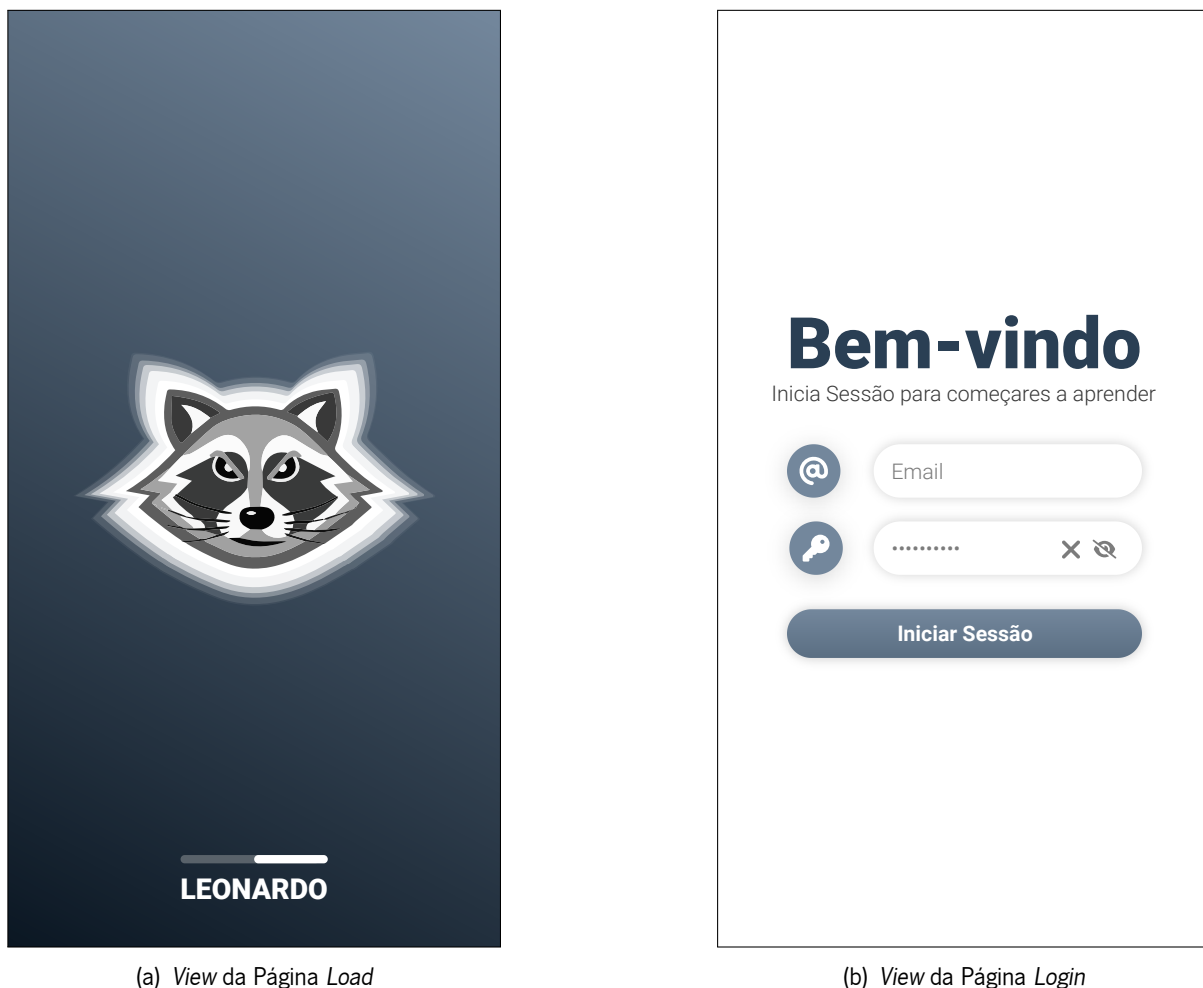 LEONARDO
(a) View da Página Load
Bem-vindo
Inicia Sessão para começares a aprender
@
Email
••••••••••
Iniciar Sessão
(b) View da Página Login